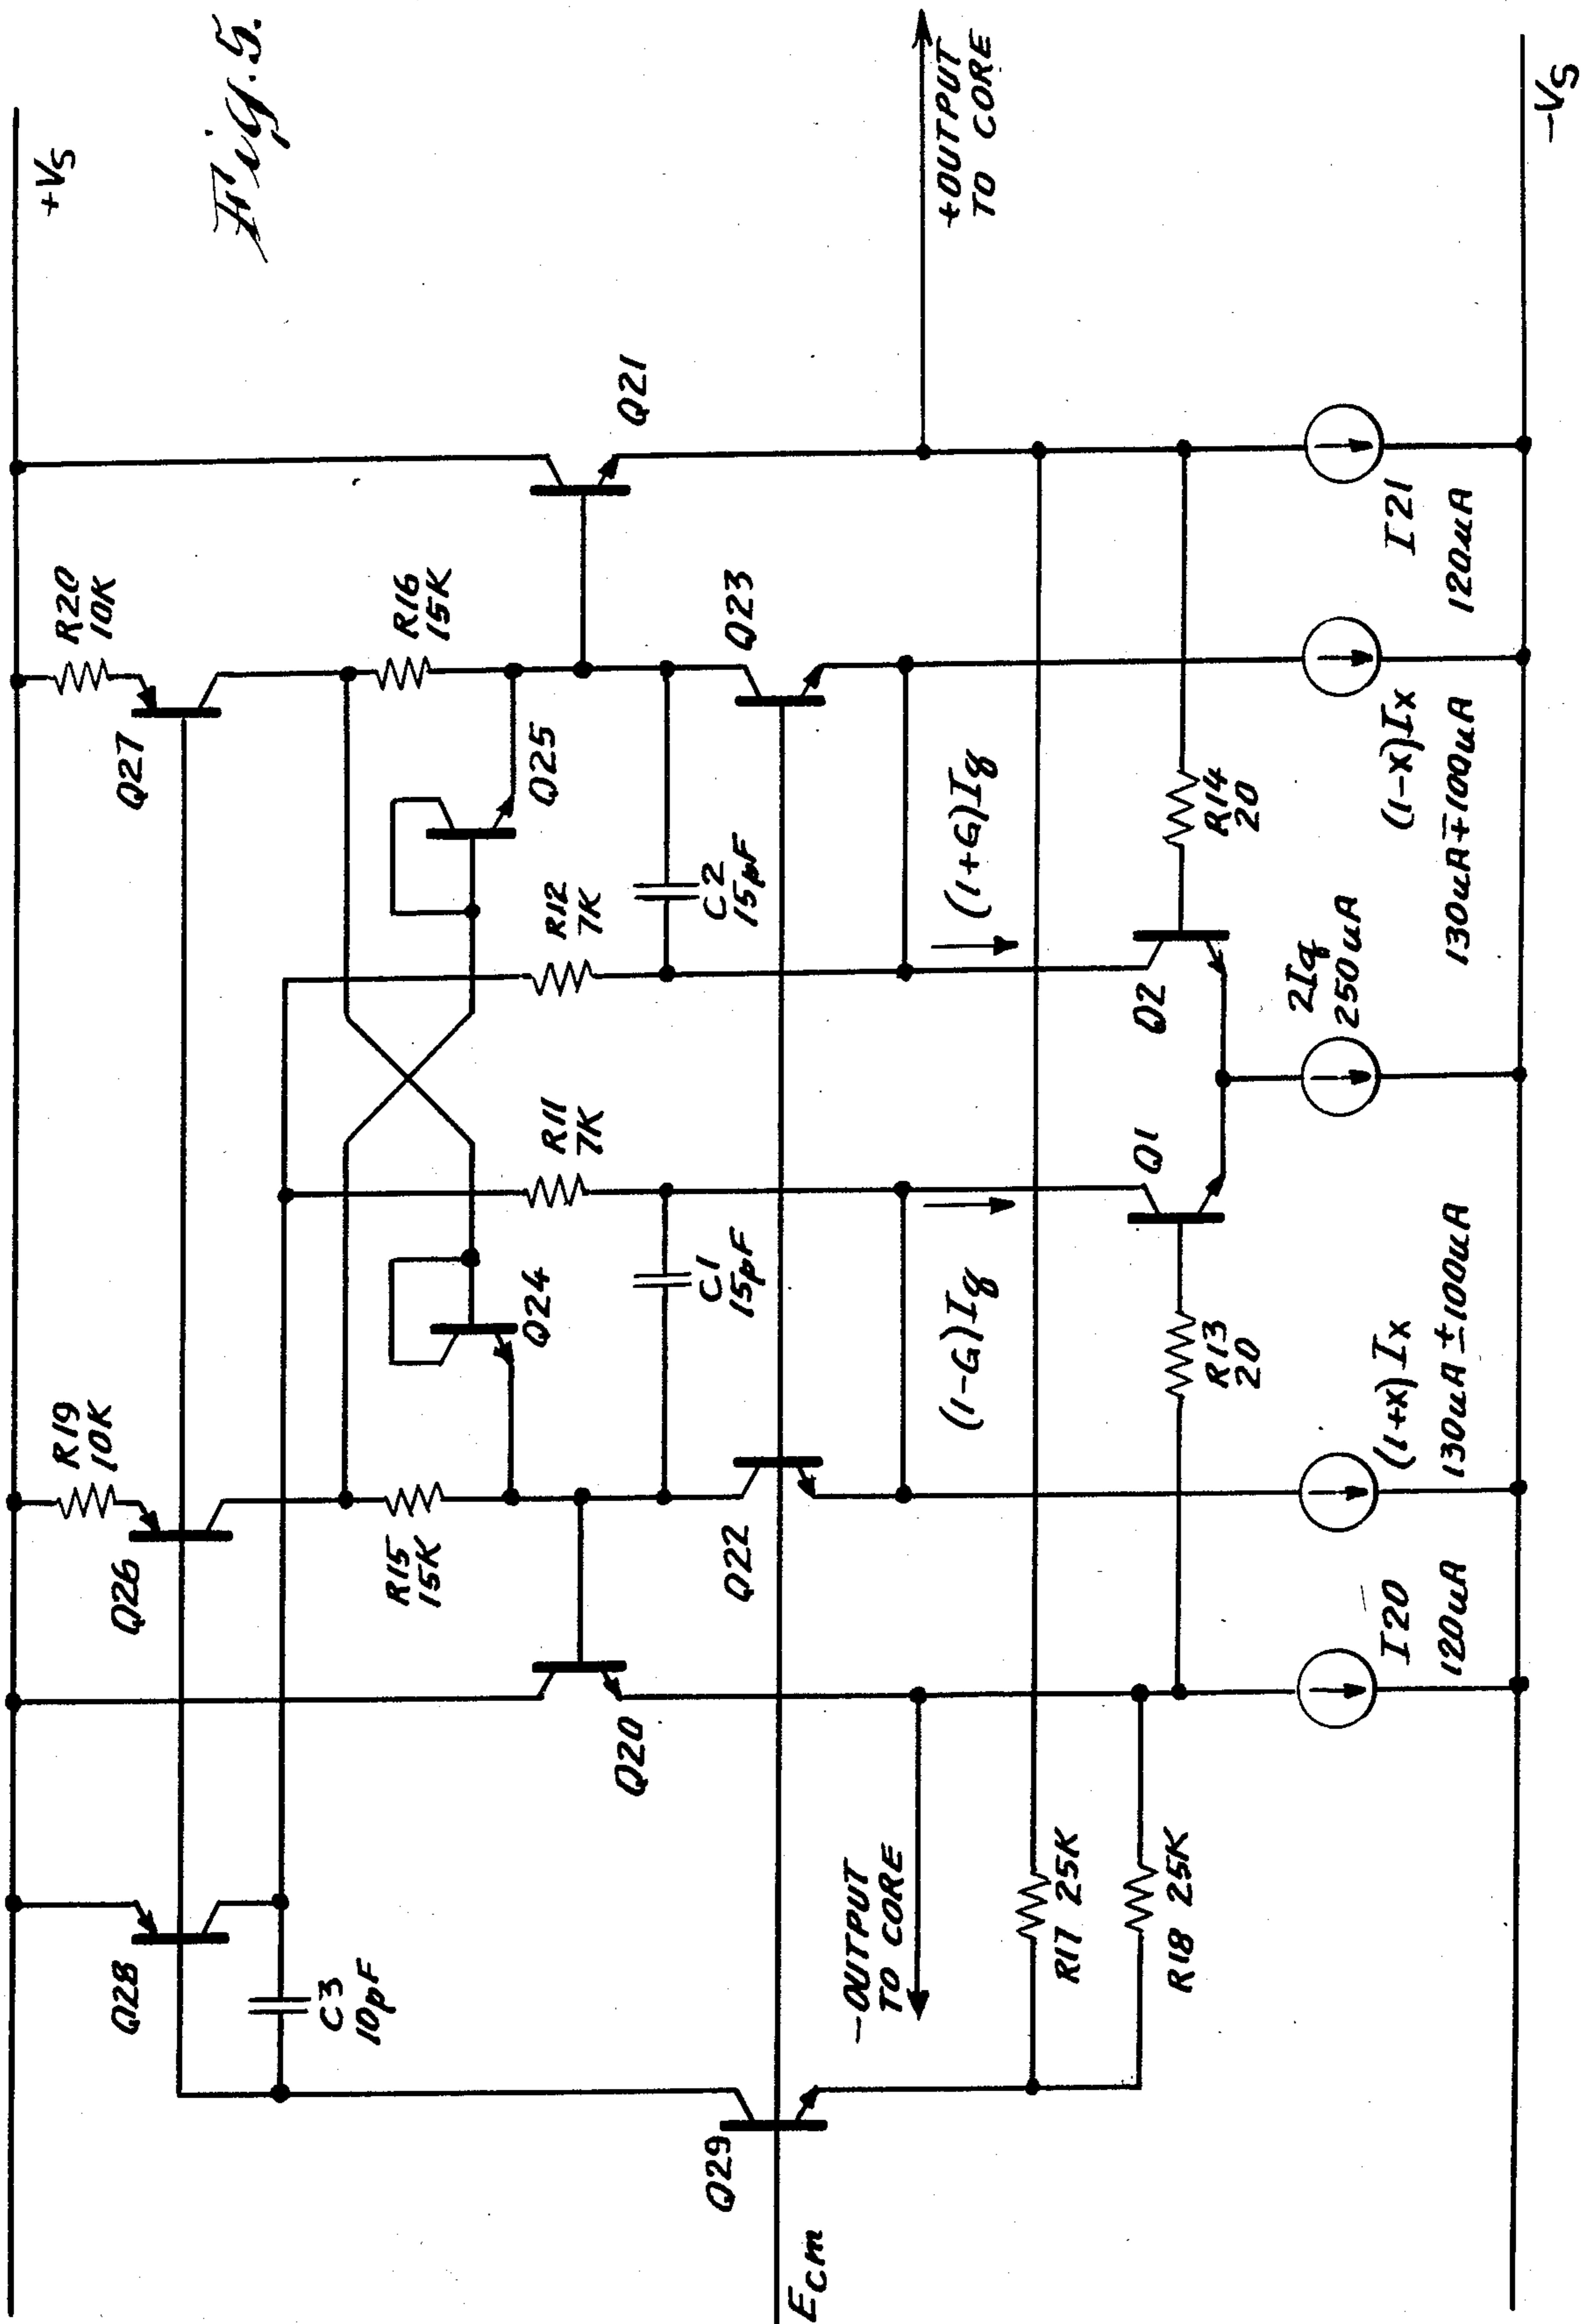 Fig. 5.
+VS
R19
10K
R20
10K
Q28
Q26
Q27
C3
10pF
R15
15K
R16
15K
Q24
Q25
R11
7K
R12
7K
Q20
Q21
C1
15pF
C2
15pF
Q29
Q22
Q23
Ecm
-OUTPUT
TO CORE
+OUTPUT
TO CORE
(1-G)Iq
(1+G)Iq
R17 25K
R18 25K
Q1
Q2
R13
20
R14
20
I20
120uA
(1+X)Ix
130uA±100uA
2Iq
250uA
(1-X)Ix
130uA∓100uA
I21
120uA
-VS